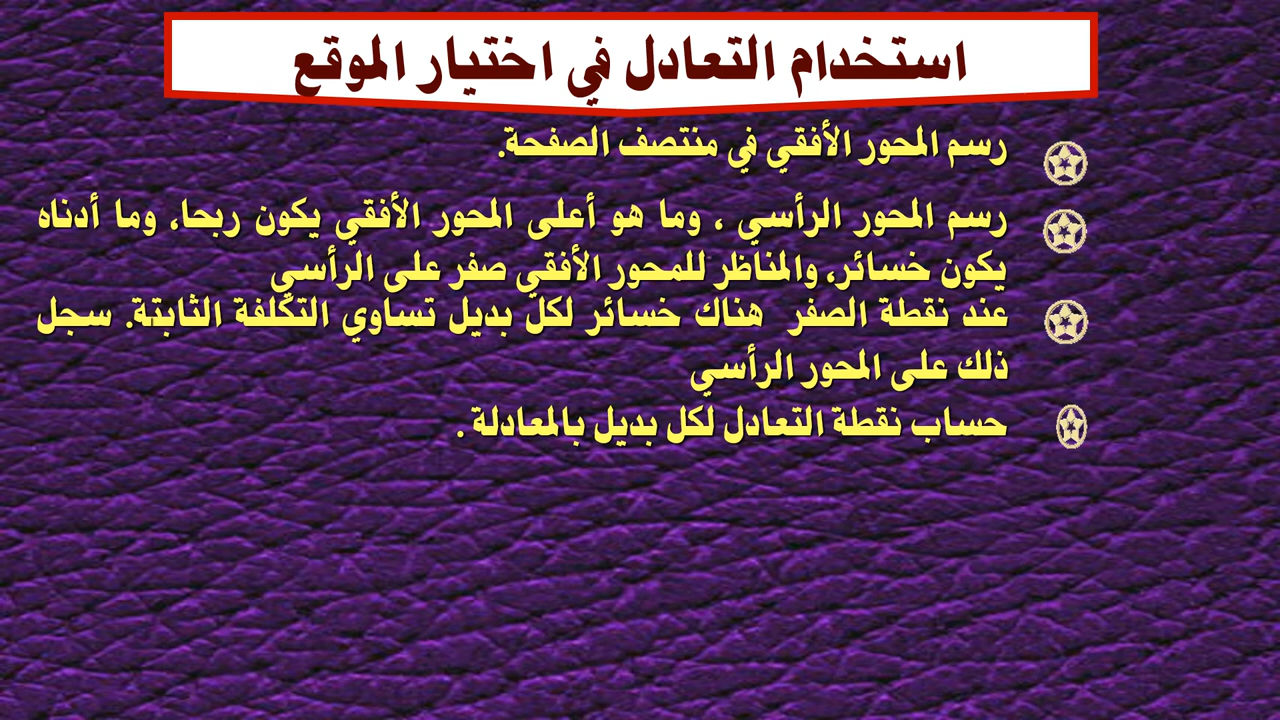 استخدام التعادل في اختيار الموقع
رسم المحور الأفقي في منتصف الصفحة.
رسم المحور الرأسي ، وما هو أعلى المحور الأفقي يكون ربحا، وما أدناه
يكون خسائر، والمناظر للمحور الأفقي صفر على الرأسي
عند نقطة الصفر هناك خسائر لكل بديل تساوي التكلفة الثابتة. سجل
ذلك على المحور الرأسي
حساب نقطة التعادل لكل بديل بالمعادلة .